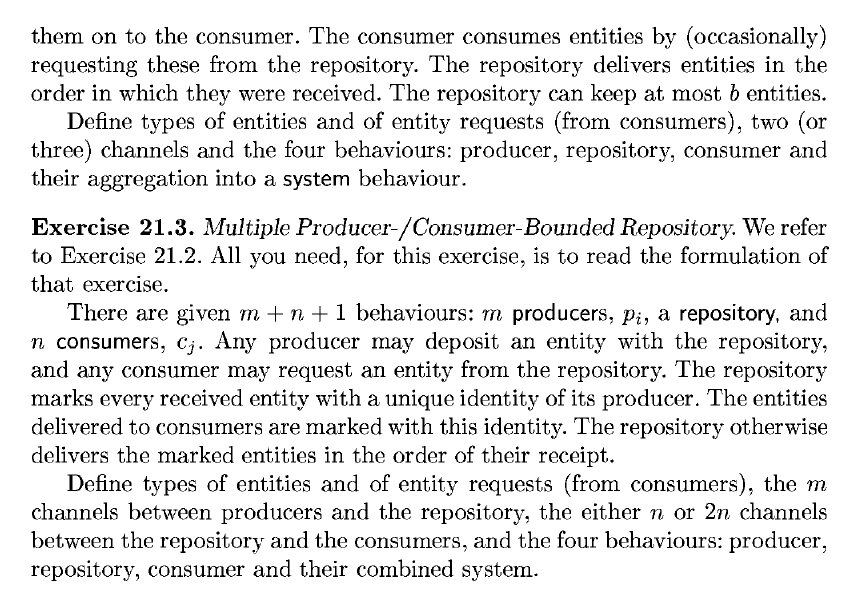 them on to the consumer. The consumer consumes entities by (occasionally)
requesting these from the repository. The repository delivers entities in the
order in which they were received. The repository can keep at most b entities.
Define types of entities and of entity requests (from consumers), two (or
three) channels and the four behaviours: producer, repository, consumer and
their aggregation into a system behaviour.
Exercise 21.3. Multiple Producer-/Consumer-Bounded Repository. We refer
to Exercise 21.2. All you need, for this exercise, is to read the formulation of
that exercise.
There are given m + n + 1 behaviours: m producers, pᵢ, a repository, and
n consumers, cⱼ. Any producer may deposit an entity with the repository,
and any consumer may request an entity from the repository. The repository
marks every received entity with a unique identity of its producer. The entities
delivered to consumers are marked with this identity. The repository otherwise
delivers the marked entities in the order of their receipt.
Define types of entities and of entity requests (from consumers), the m
channels between producers and the repository, the either n or 2n channels
between the repository and the consumers, and the four behaviours: producer,
repository, consumer and their combined system.